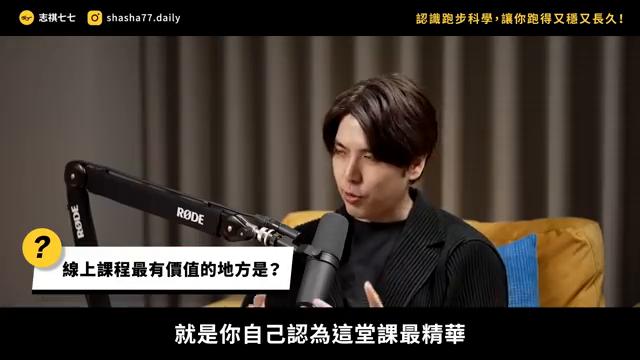 志祺七七
shasha77.daily
認識跑步科學，讓你跑得又穩又長久！
RØDE
RØDE
?
線上課程最有價值的地方是？
就是你自己認為這堂課最精華